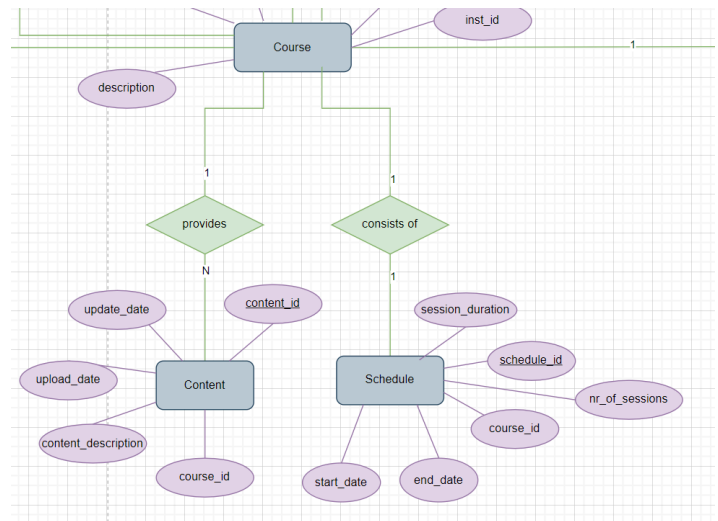 inst_id
Course
1
description
1
1
provides
consists of
N
1
content_id
update_date
session_duration
schedule_id
upload_date
Content
Schedule
nr_of_sessions
course_id
content_description
course_id
start_date
end_date